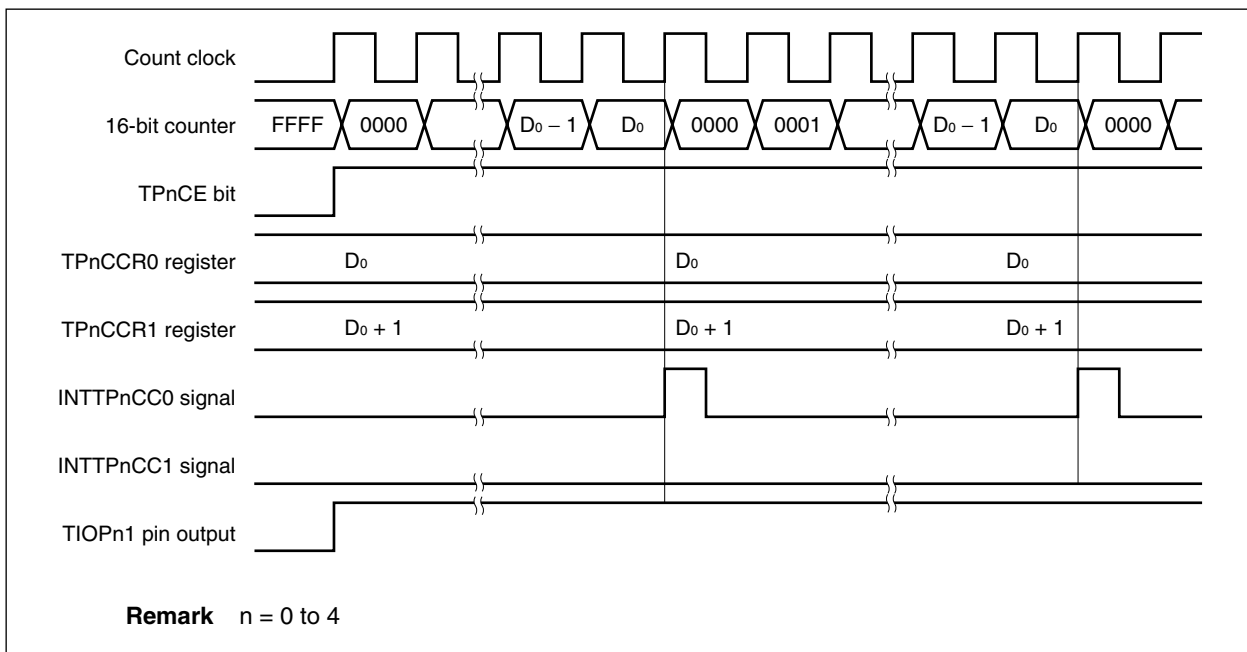 Count clock
16-bit counter FFFF 0000 D₀ − 1 D₀ 0000 0001 D₀ − 1 D₀ 0000
TPnCE bit
TPnCCR0 register D₀ D₀ D₀
TPnCCR1 register D₀ + 1 D₀ + 1 D₀ + 1
INTTPnCC0 signal
INTTPnCC1 signal
TIOPn1 pin output
Remark n = 0 to 4